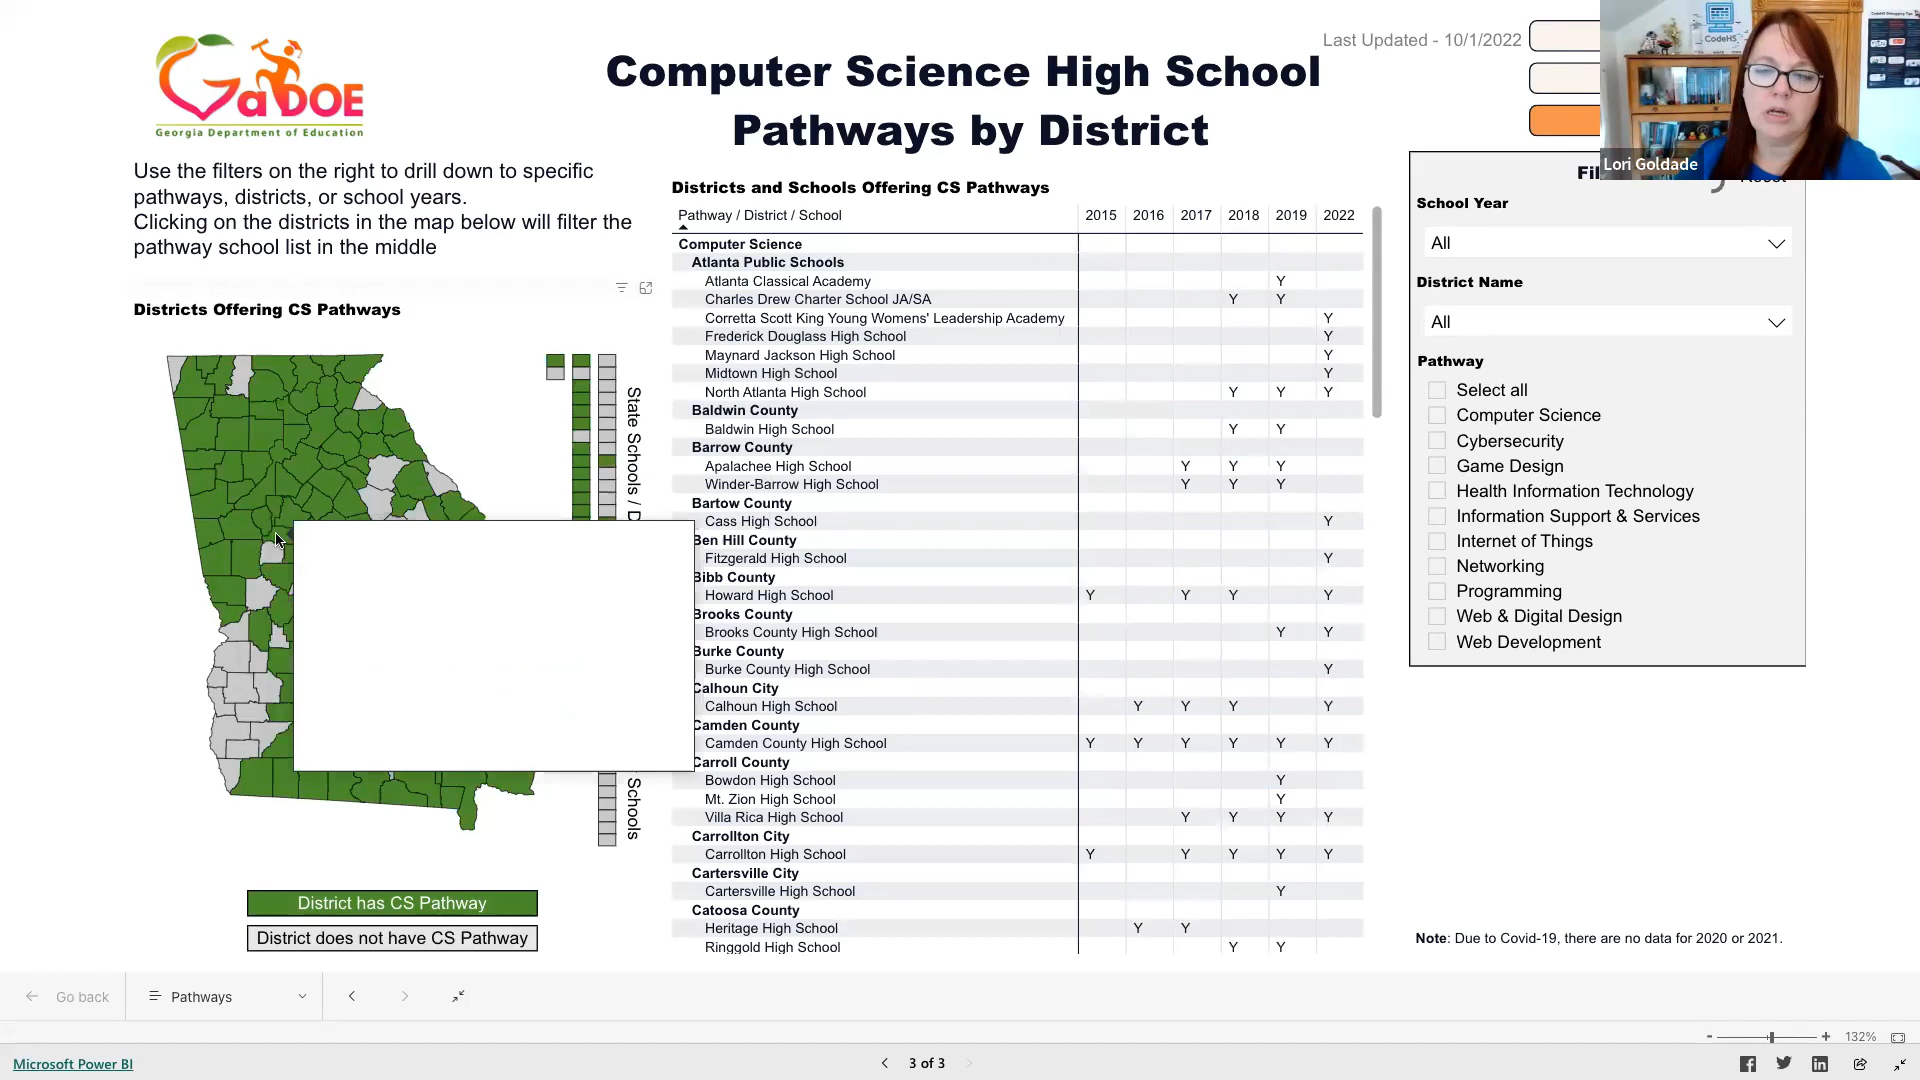 GaDOE
Georgia Department of Education
Computer Science High School
Pathways by District
Last Updated - 10/1/2022
CodeHS
Lori Goldade
Use the filters on the right to drill down to specific
pathways, districts, or school years.
Clicking on the districts in the map below will filter the
pathway school list in the middle
Districts Offering CS Pathways
State Schools / D
Schools
District has CS Pathway
District does not have CS Pathway
Districts and Schools Offering CS Pathways
Pathway / District / School 2015 2016 2017 2018 2019 2022
Computer Science
Atlanta Public Schools
Atlanta Classical Academy Y
Charles Drew Charter School JA/SA Y Y
Corretta Scott King Young Womens' Leadership Academy Y
Frederick Douglass High School Y
Maynard Jackson High School Y
Midtown High School Y
North Atlanta High School Y Y Y
Baldwin County
Baldwin High School Y Y
Barrow County
Apalachee High School Y Y Y
Winder-Barrow High School Y Y Y
Bartow County
Cass High School Y
Ben Hill County
Fitzgerald High School Y
Bibb County
Howard High School Y Y Y Y
Brooks County
Brooks County High School Y Y
Burke County
Burke County High School Y
Calhoun City
Calhoun High School Y Y Y Y
Camden County
Camden County High School Y Y Y Y Y Y
Carroll County
Bowdon High School Y
Mt. Zion High School Y
Villa Rica High School Y Y Y Y
Carrollton City
Carrollton High School Y Y Y Y Y
Cartersville City
Cartersville High School Y
Catoosa County
Heritage High School Y Y
Ringgold High School Y Y
School Year
All
District Name
All
Pathway
Select all
Computer Science
Cybersecurity
Game Design
Health Information Technology
Information Support & Services
Internet of Things
Networking
Programming
Web & Digital Design
Web Development
Note: Due to Covid-19, there are no data for 2020 or 2021.
Go back
Pathways
- + 132%
Microsoft Power BI
3 of 3